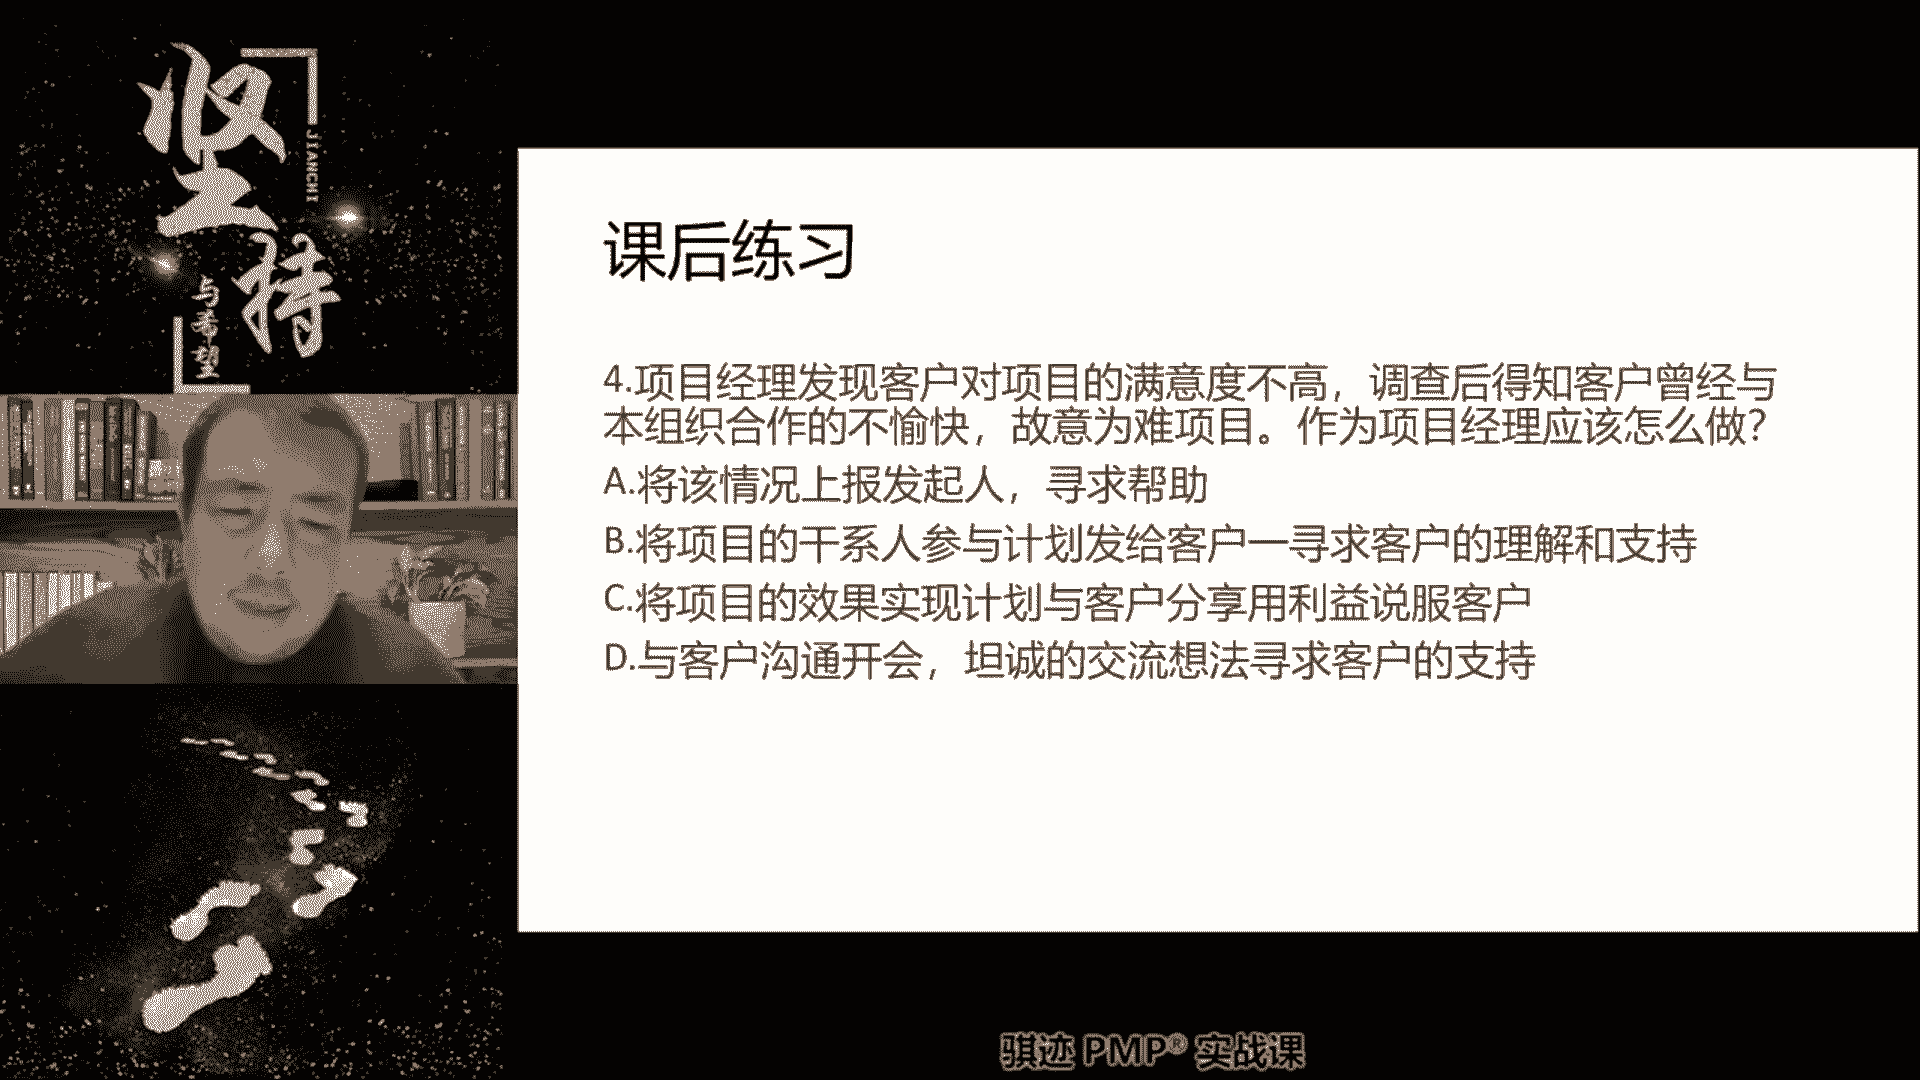 坚持
JIANCHI
与希望
课后练习
4.项目经理发现客户对项目的满意度不高，调查后得知客户曾经与
本组织合作的不愉快，故意为难项目。作为项目经理应该怎么做？
A.将该情况上报发起人，寻求帮助
B.将项目的干系人参与计划发给客户一寻求客户的理解和支持
C.将项目的效果实现计划与客户分享用利益说服客户
D.与客户沟通开会，坦诚的交流想法寻求客户的支持
骐迹 PMP® 实战课